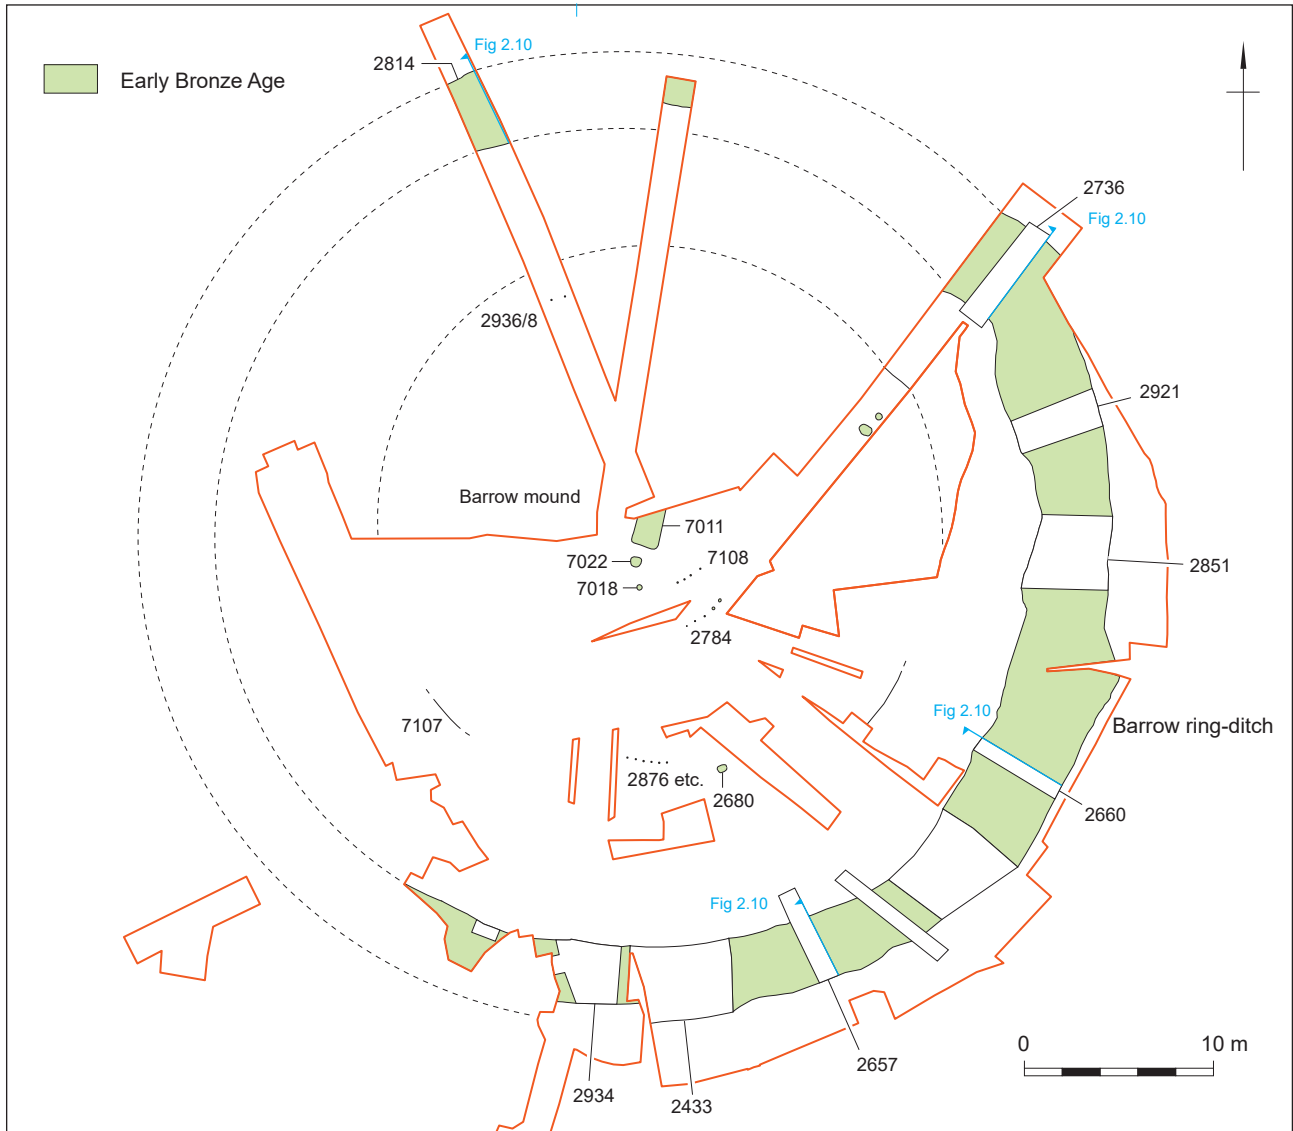 Fig 2.10
2814
Early Bronze Age
2736
Fig 2.10
2936/8
2921
Barrow mound
7011
7022
7108
7018
2851
2784
7107
Fig 2.10
Barrow ring-ditch
2876 etc.
2680
2660
Fig 2.10
0 10 m
2657
2934
2433